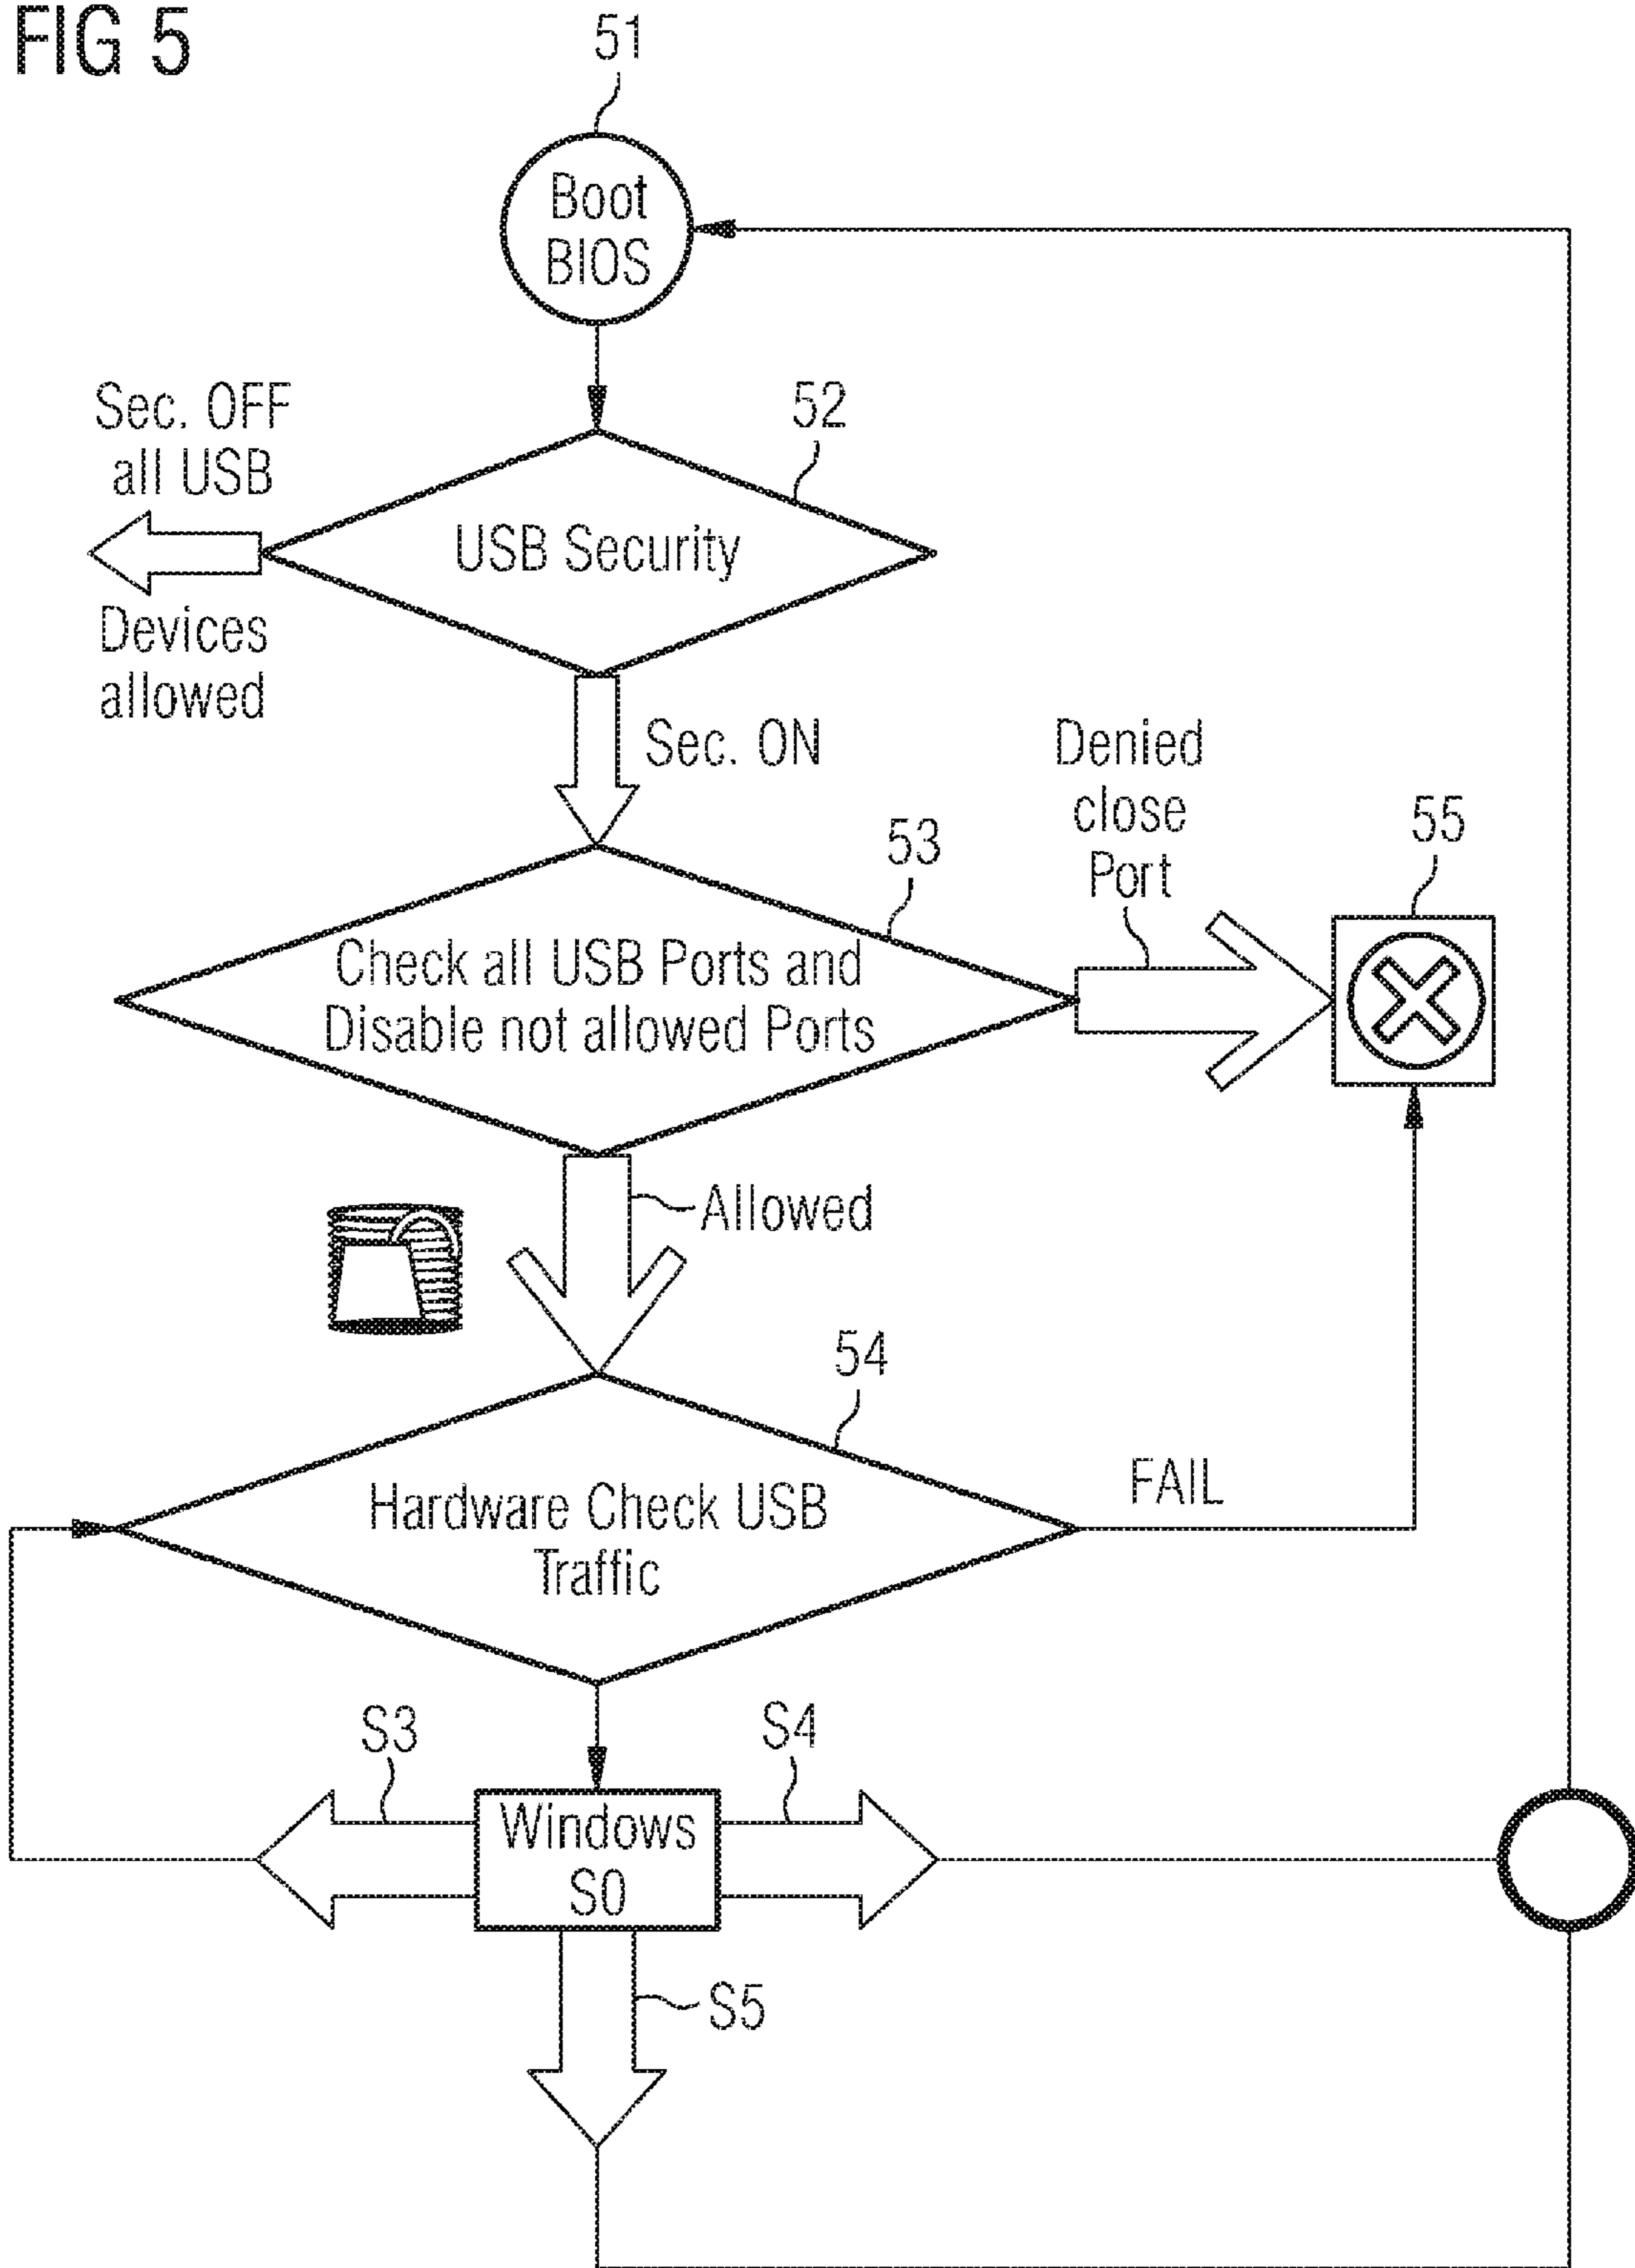 FIG 5
51
Boot
BIOS
52
Sec. OFF
all USB
Devices
allowed
USB Security
Sec. ON
Denied
close
Port
53
55
Check all USB Ports and
Disable not allowed Ports
Allowed
54
Hardware Check USB
Traffic
FAIL
S3
S4
Windows
S0
S5